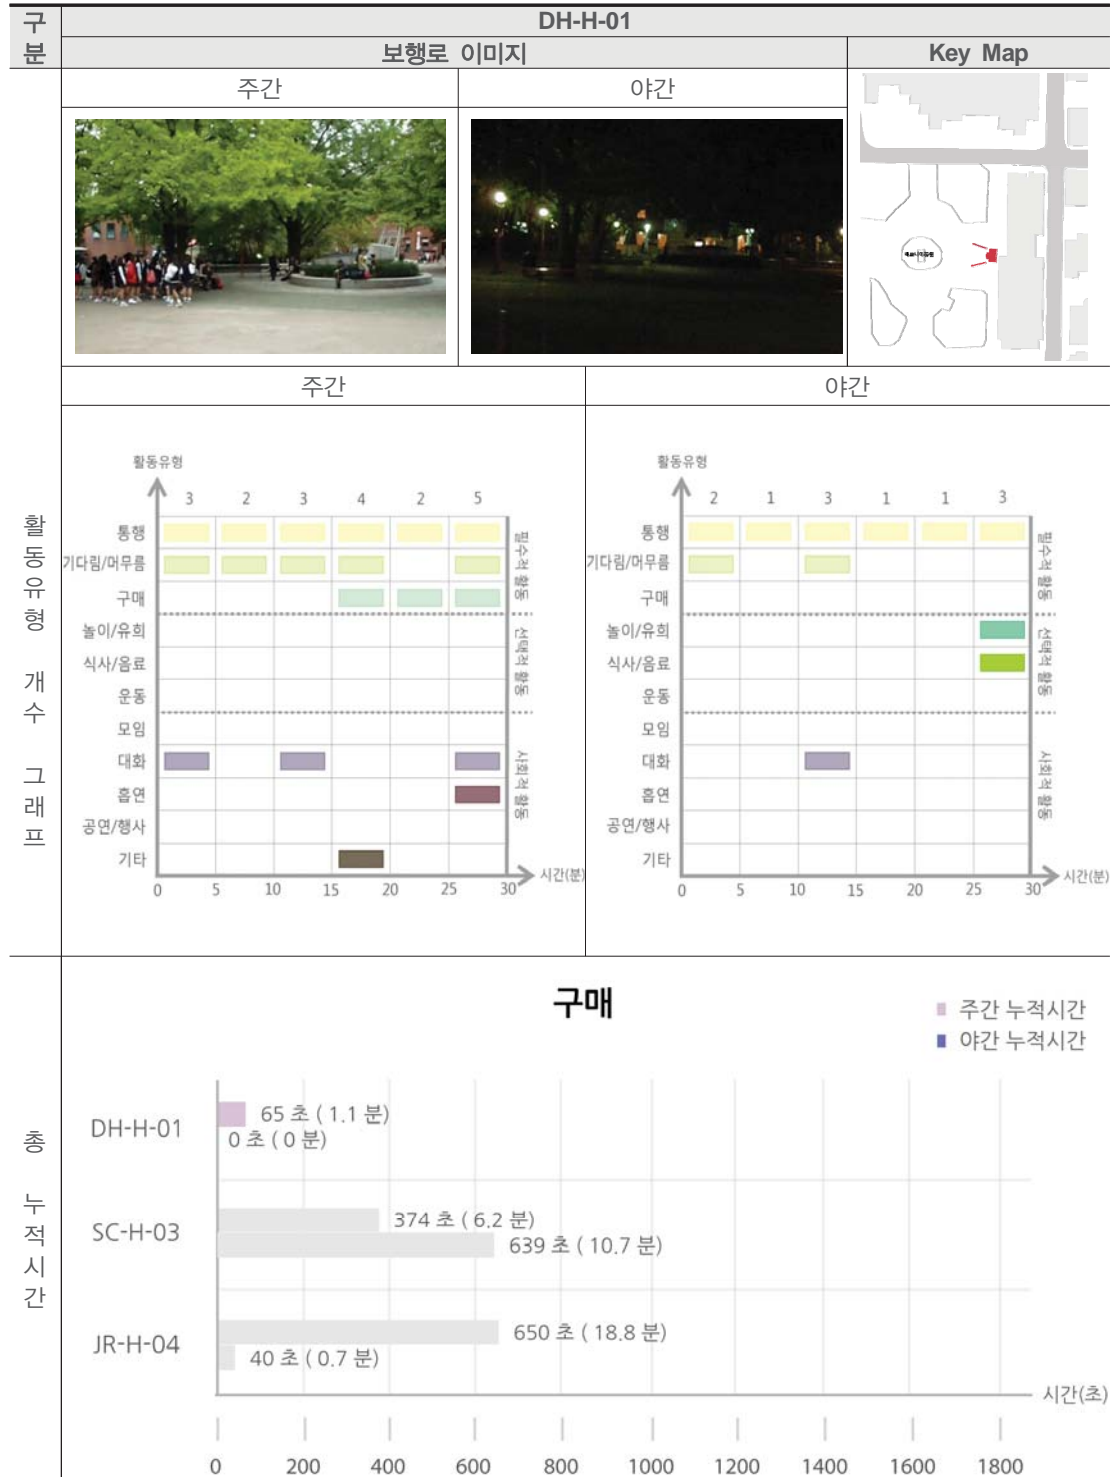 구분
DH-H-01
보행로 이미지
Key Map
주간
야간
주간
야간
활동유형 개수 그래프
활동유형
3 2 3 4 2 5
통행
기다림/머무름
구매
놀이/유희
식사/음료
운동
모임
대화
흡연
공연/행사
기타
필수적 활동
선택적 활동
사회적 활동
0 5 10 15 20 25 30
시간(분)
활동유형
2 1 3 1 1 3
통행
기다림/머무름
구매
놀이/유희
식사/음료
운동
모임
대화
흡연
공연/행사
기타
필수적 활동
선택적 활동
사회적 활동
0 5 10 15 20 25 30
시간(분)
총 누적시간
구매
주간 누적시간
야간 누적시간
DH-H-01
65 초 ( 1.1 분)
0 초 ( 0 분)
SC-H-03
374 초 ( 6.2 분)
639 초 ( 10.7 분)
JR-H-04
650 초 ( 18.8 분)
40 초 ( 0.7 분)
시간(초)
0 200 400 600 800 1000 1200 1400 1600 1800